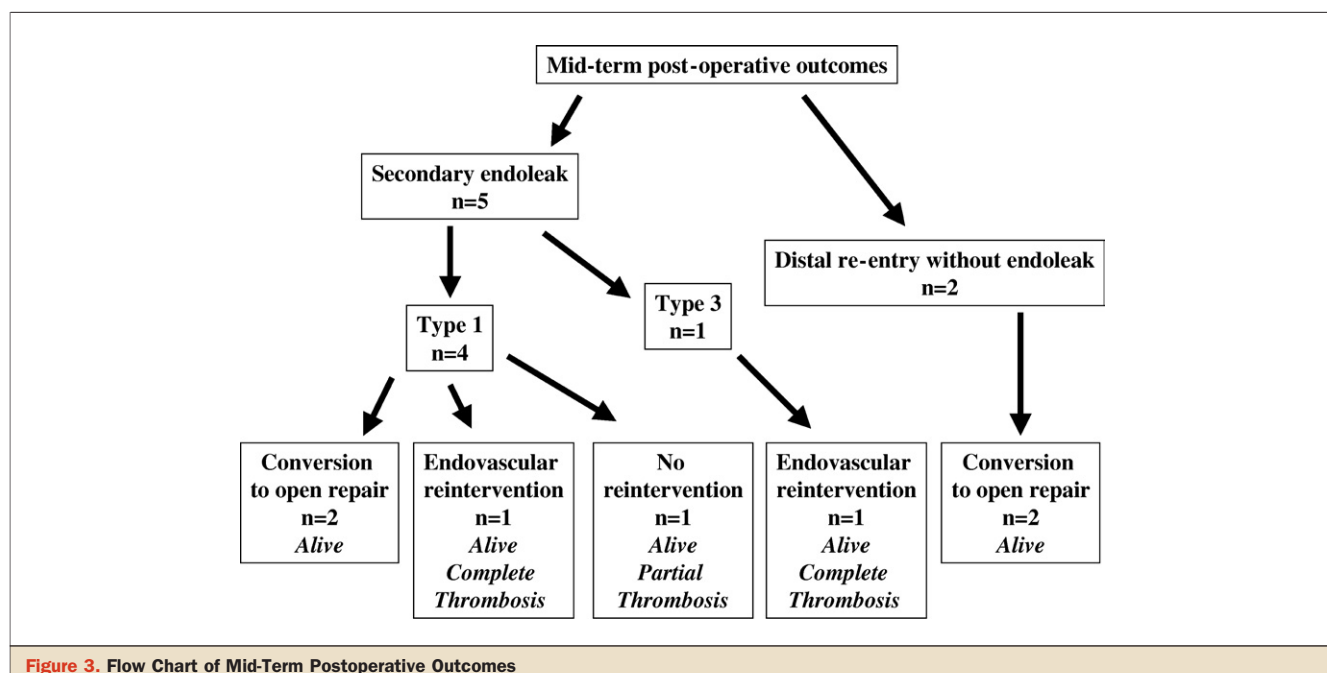 Mid-term post-operative outcomes
Secondary endoleak
n=5
Distal re-entry without endoleak
n=2
Type 3
n=1
Type 1
n=4
Conversion
to open repair
n=2
Alive
Endovascular
reintervention
n=1
Alive
Complete
Thrombosis
No
reintervention
n=1
Alive
Partial
Thrombosis
Endovascular
reintervention
n=1
Alive
Complete
Thrombosis
Conversion
to open repair
n=2
Alive
Figure 3. Flow Chart of Mid-Term Postoperative Outcomes